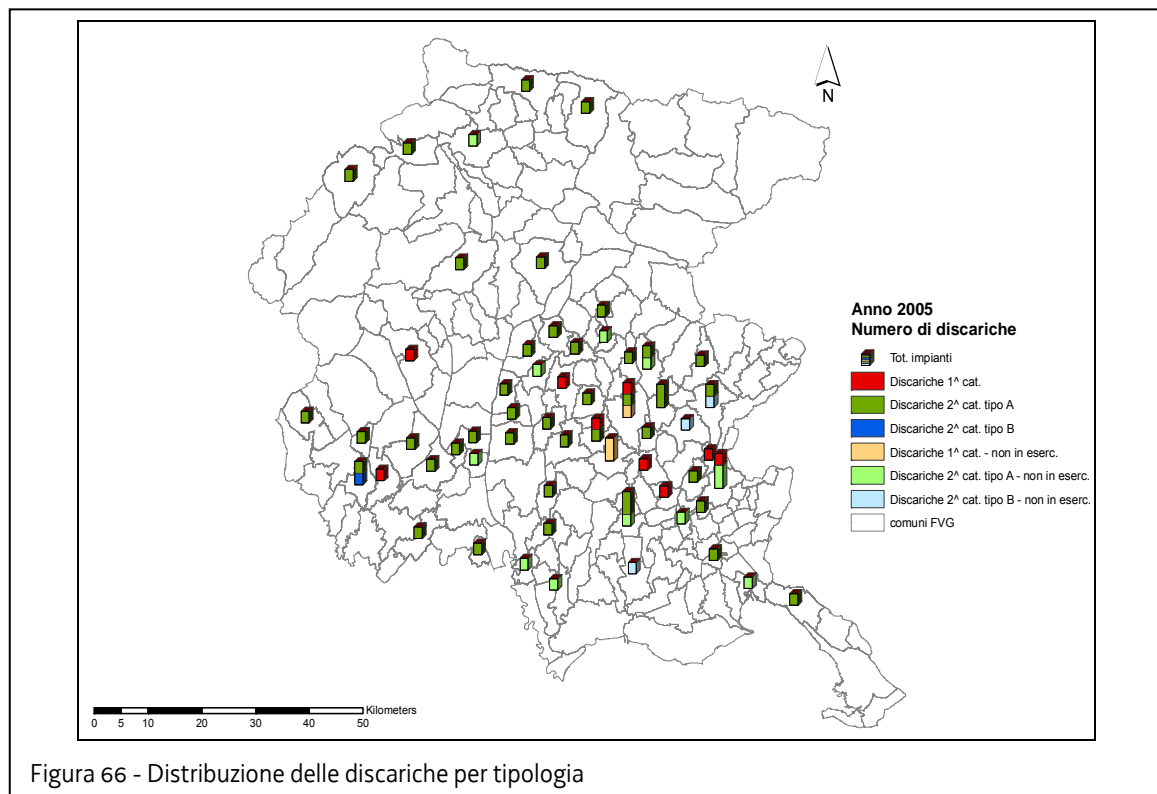 N
Anno 2005
Numero di discariche
Tot. impianti
Discariche 1^ cat.
Discariche 2^ cat. tipo A
Discariche 2^ cat. tipo B
Discariche 1^ cat. - non in eserc.
Discariche 2^ cat. tipo A - non in eserc.
Discariche 2^ cat. tipo B - non in eserc.
comuni FVG
Kilometers
0 5 10 20 30 40 50
Figura 66 - Distribuzione delle discariche per tipologia